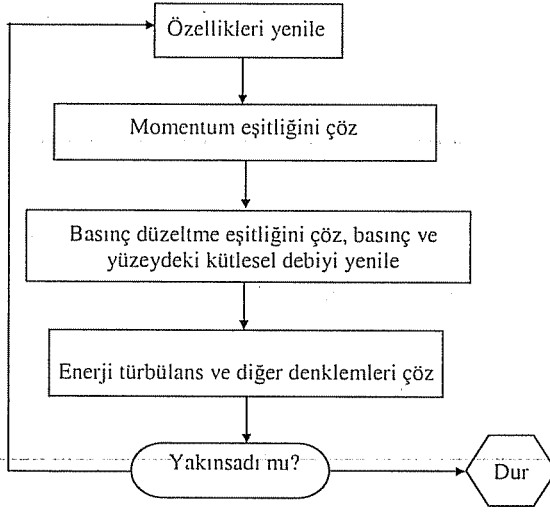 Özellikleri yenile
Momentum eşitliğini çöz
Basınç düzeltme eşitliğini çöz, basınç ve
yüzeydeki kütlesel debiyi yenile
Enerji türbülans ve diğer denklemleri çöz
Yakınsadı mı?
Dur